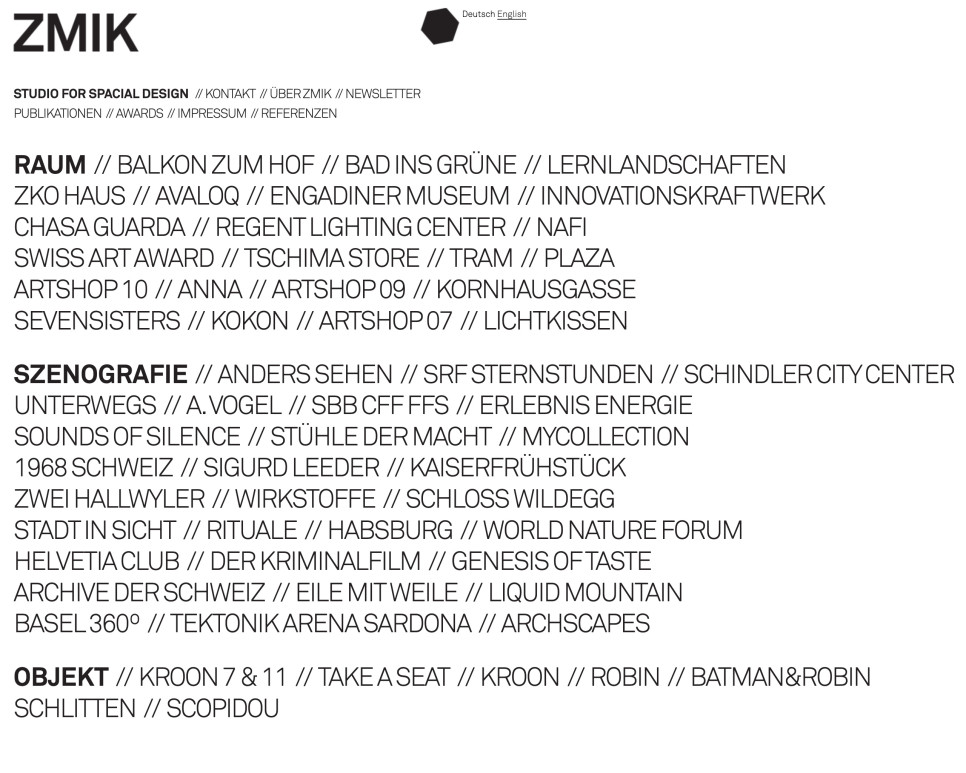 ZMIK
Deutsch English
STUDIO FOR SPACIAL DESIGN // KONTAKT // ÜBER ZMIK // NEWSLETTER
PUBLIKATIONEN // AWARDS // IMPRESSUM // REFERENZEN
RAUM // BALKON ZUM HOF // BAD INS GRÜNE // LERNLANDSCHAFTEN
ZKO HAUS // AVALOQ // ENGADINER MUSEUM // INNOVATIONSKRAFTWERK
CHASA GUARDA // REGENT LIGHTING CENTER // NAFI
SWISS ART AWARD // TSCHIMA STORE // TRAM // PLAZA
ARTSHOP 10 // ANNA // ARTSHOP 09 // KORNHAUSGASSE
SEVENSISTERS // KOKON // ARTSHOP 07 // LICHTKISSEN
SZENOGRAFIE // ANDERS SEHEN // SRF STERNSTUNDEN // SCHINDLER CITY CENTER
UNTERWEGS // A. VOGEL // SBB CFF FFS // ERLEBNIS ENERGIE
SOUNDS OF SILENCE // STÜHLE DER MACHT // MYCOLLECTION
1968 SCHWEIZ // SIGURD LEEDER // KAISERFRÜHSTÜCK
ZWEI HALLWYLER // WIRKSTOFFE // SCHLOSS WILDEGG
STADT IN SICHT // RITUALE // HABSBURG // WORLD NATURE FORUM
HELVETIA CLUB // DER KRIMINALFILM // GENESIS OF TASTE
ARCHIVE DER SCHWEIZ // EILE MIT WEILE // LIQUID MOUNTAIN
BASEL 360º // TEKTONIK ARENA SARDONA // ARCHSCAPES
OBJEKT // KROON 7 & 11 // TAKE A SEAT // KROON // ROBIN // BATMAN&ROBIN
SCHLITTEN // SCOPIDOU